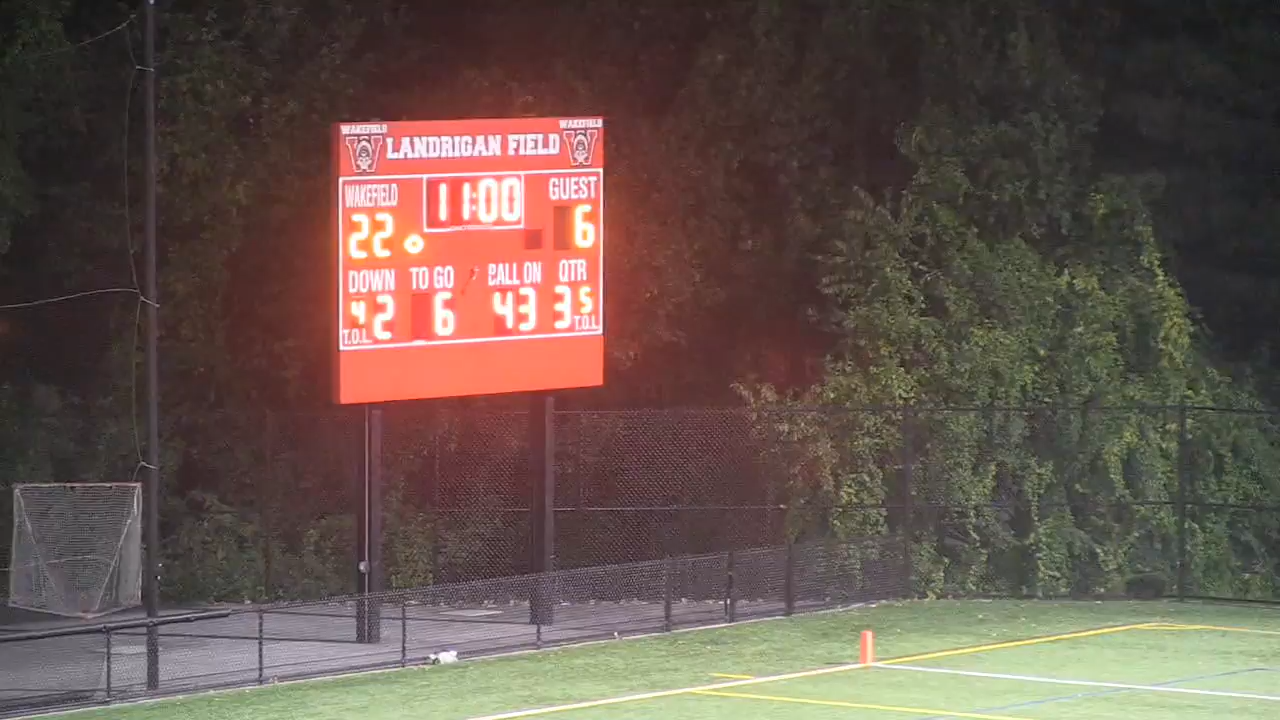 WAKEFIELD WAKEFIELD
W LANDRIGAN FIELD W
WAKEFIELD 11:00 GUEST
22 6
DOWN TO GO BALL ON QTR
4 2 6 43 3 5
T.O.L. T.O.L.